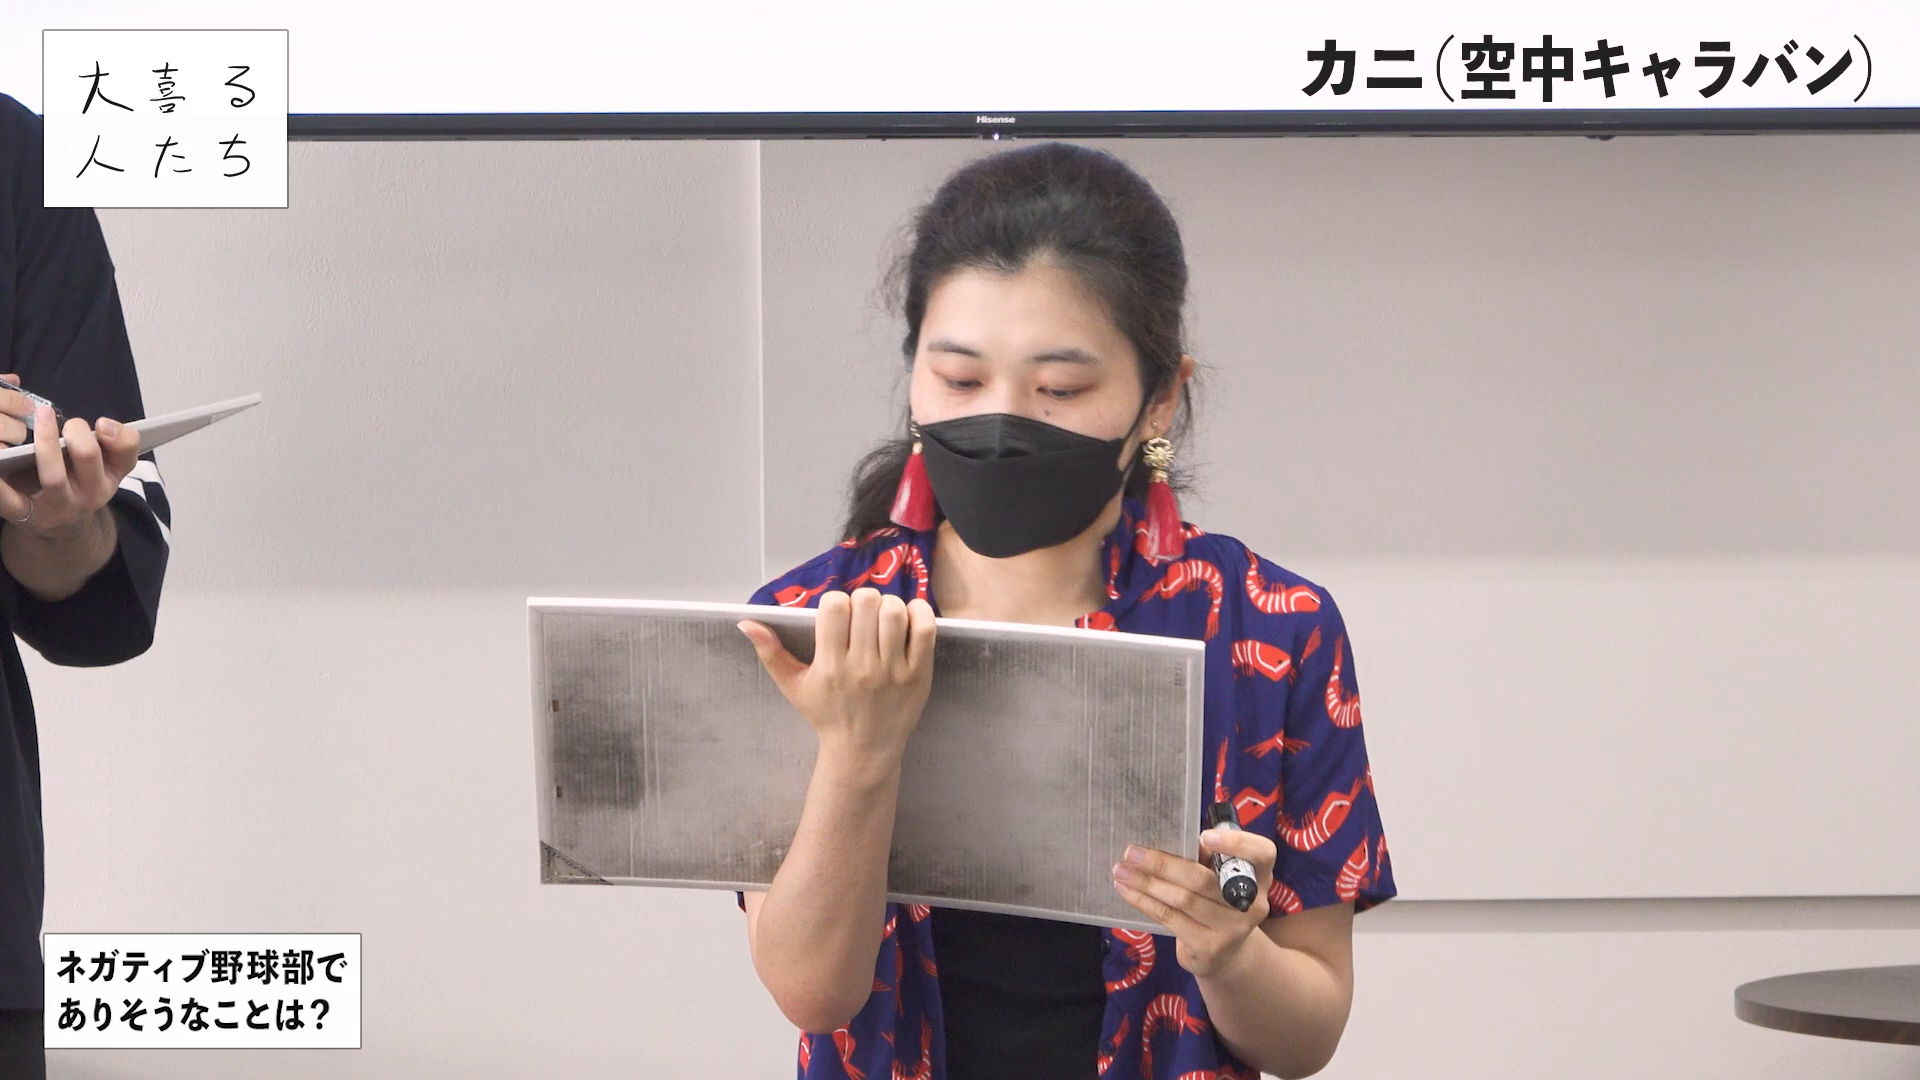 大喜る
人たち
カニ(空中キャラバン)
Hisense
ネガティブ野球部で
ありそうなことは?